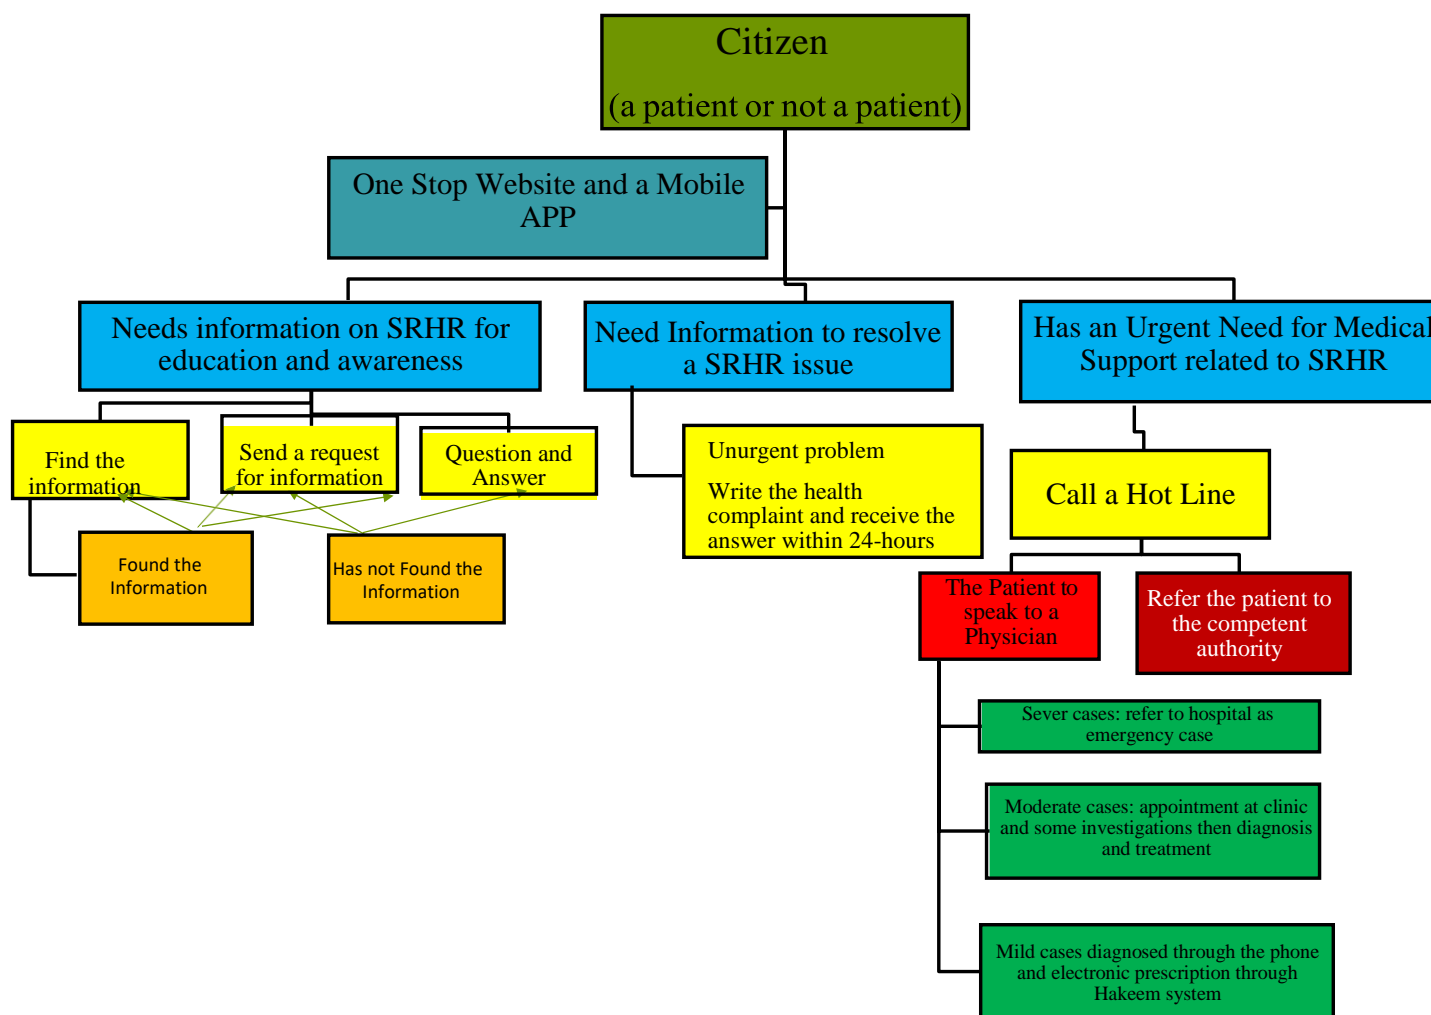 Citizen
(a patient or not a patient)
One Stop Website and a Mobile
APP
Needs information on SRHR for
education and awareness
Need Information to resolve
a SRHR issue
Has an Urgent Need for Medical
Support related to SRHR
Find the
information
Send a request
for information
Question and
Answer
Unurgent problem
Write the health
complaint and receive the
answer within 24-hours
Call a Hot Line
Found the
Information
Has not Found the
Information
The Patient to
speak to a
Physician
Refer the patient to
the competent
authority
Sever cases: refer to hospital as
emergency case
Moderate cases: appointment at clinic
and some investigations then diagnosis
and treatment
Mild cases diagnosed through the phone
and electronic prescription through
Hakeem system